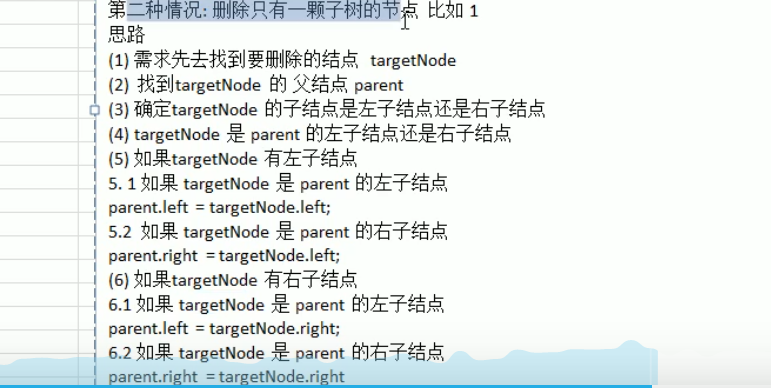 第二种情况: 删除只有一颗子树的节点 比如 1
思路
(1) 需求先去找到要删除的结点 targetNode
(2) 找到targetNode 的 父结点 parent
(3) 确定targetNode 的子结点是左子结点还是右子结点
(4) targetNode 是 parent 的左子结点还是右子结点
(5) 如果targetNode 有左子结点
5. 1 如果 targetNode 是 parent 的左子结点
parent.left = targetNode.left;
5.2 如果 targetNode 是 parent 的右子结点
parent.right = targetNode.left;
(6) 如果targetNode 有右子结点
6.1 如果 targetNode 是 parent 的左子结点
parent.left = targetNode.right;
6.2 如果 targetNode 是 parent 的右子结点
parent.right = targetNode.right